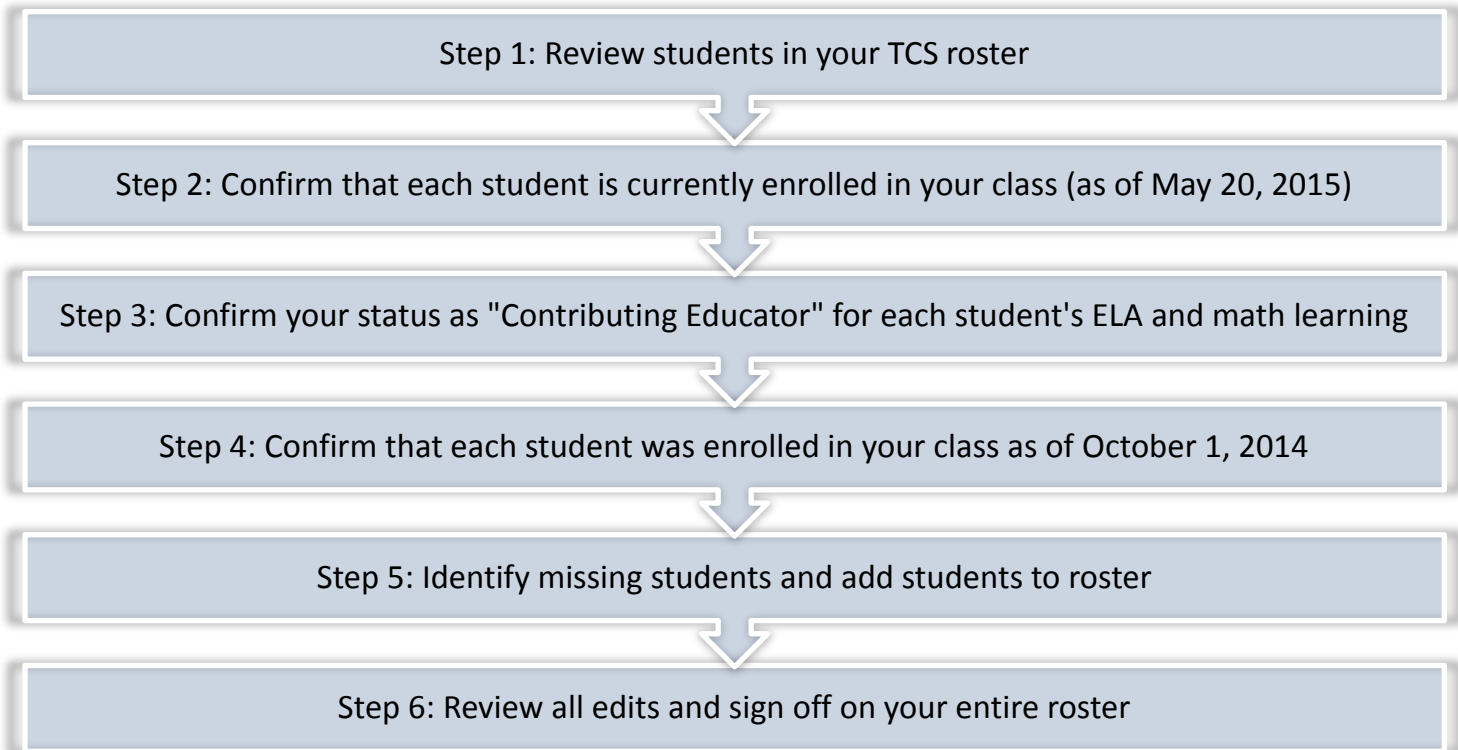 Step 1: Review students in your TCS roster
Step 2: Confirm that each student is currently enrolled in your class (as of May 20, 2015)
Step 3: Confirm your status as "Contributing Educator" for each student's ELA and math learning
Step 4: Confirm that each student was enrolled in your class as of October 1, 2014
Step 5: Identify missing students and add students to roster
Step 6: Review all edits and sign off on your entire roster